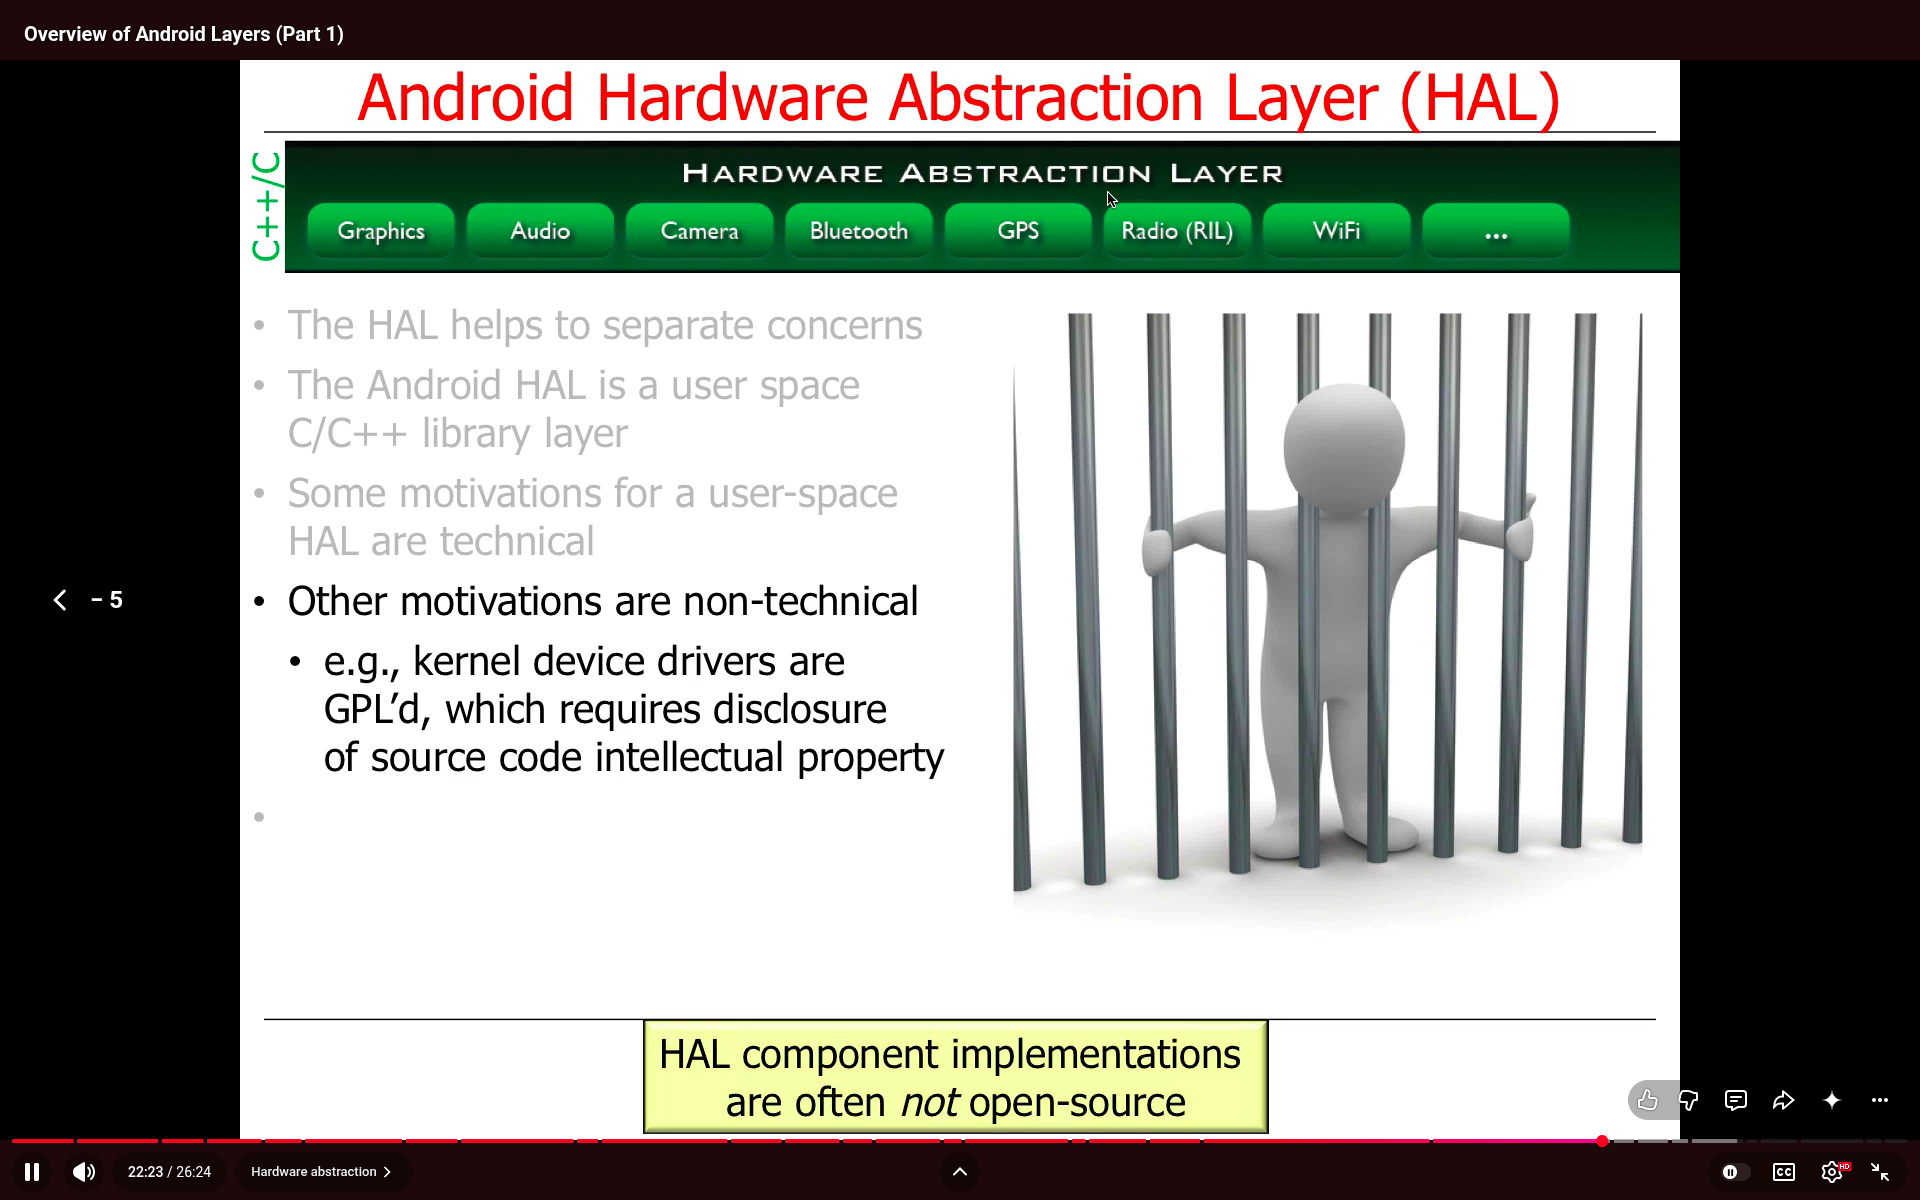 Overview of Android Layers (Part 1)
Android Hardware Abstraction Layer (HAL)
C++/C
HARDWARE ABSTRACTION LAYER
Graphics Audio Camera Bluetooth GPS Radio (RIL) WiFi ...
• The HAL helps to separate concerns
• The Android HAL is a user space
C/C++ library layer
• Some motivations for a user-space
HAL are technical
• Other motivations are non-technical
• e.g., kernel device drivers are
GPL’d, which requires disclosure
of source code intellectual property
•
− 5
HAL component implementations
are often not open-source
22:23 / 26:24 Hardware abstraction CC HD